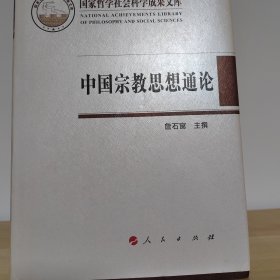 国家哲学社会科学成果文库
NATIONAL ACHIEVEMENTS LIBRARY
OF PHILOSOPHY AND SOCIAL SCIENCES
中国宗教思想通论
詹石窗 主撰
人民出版社